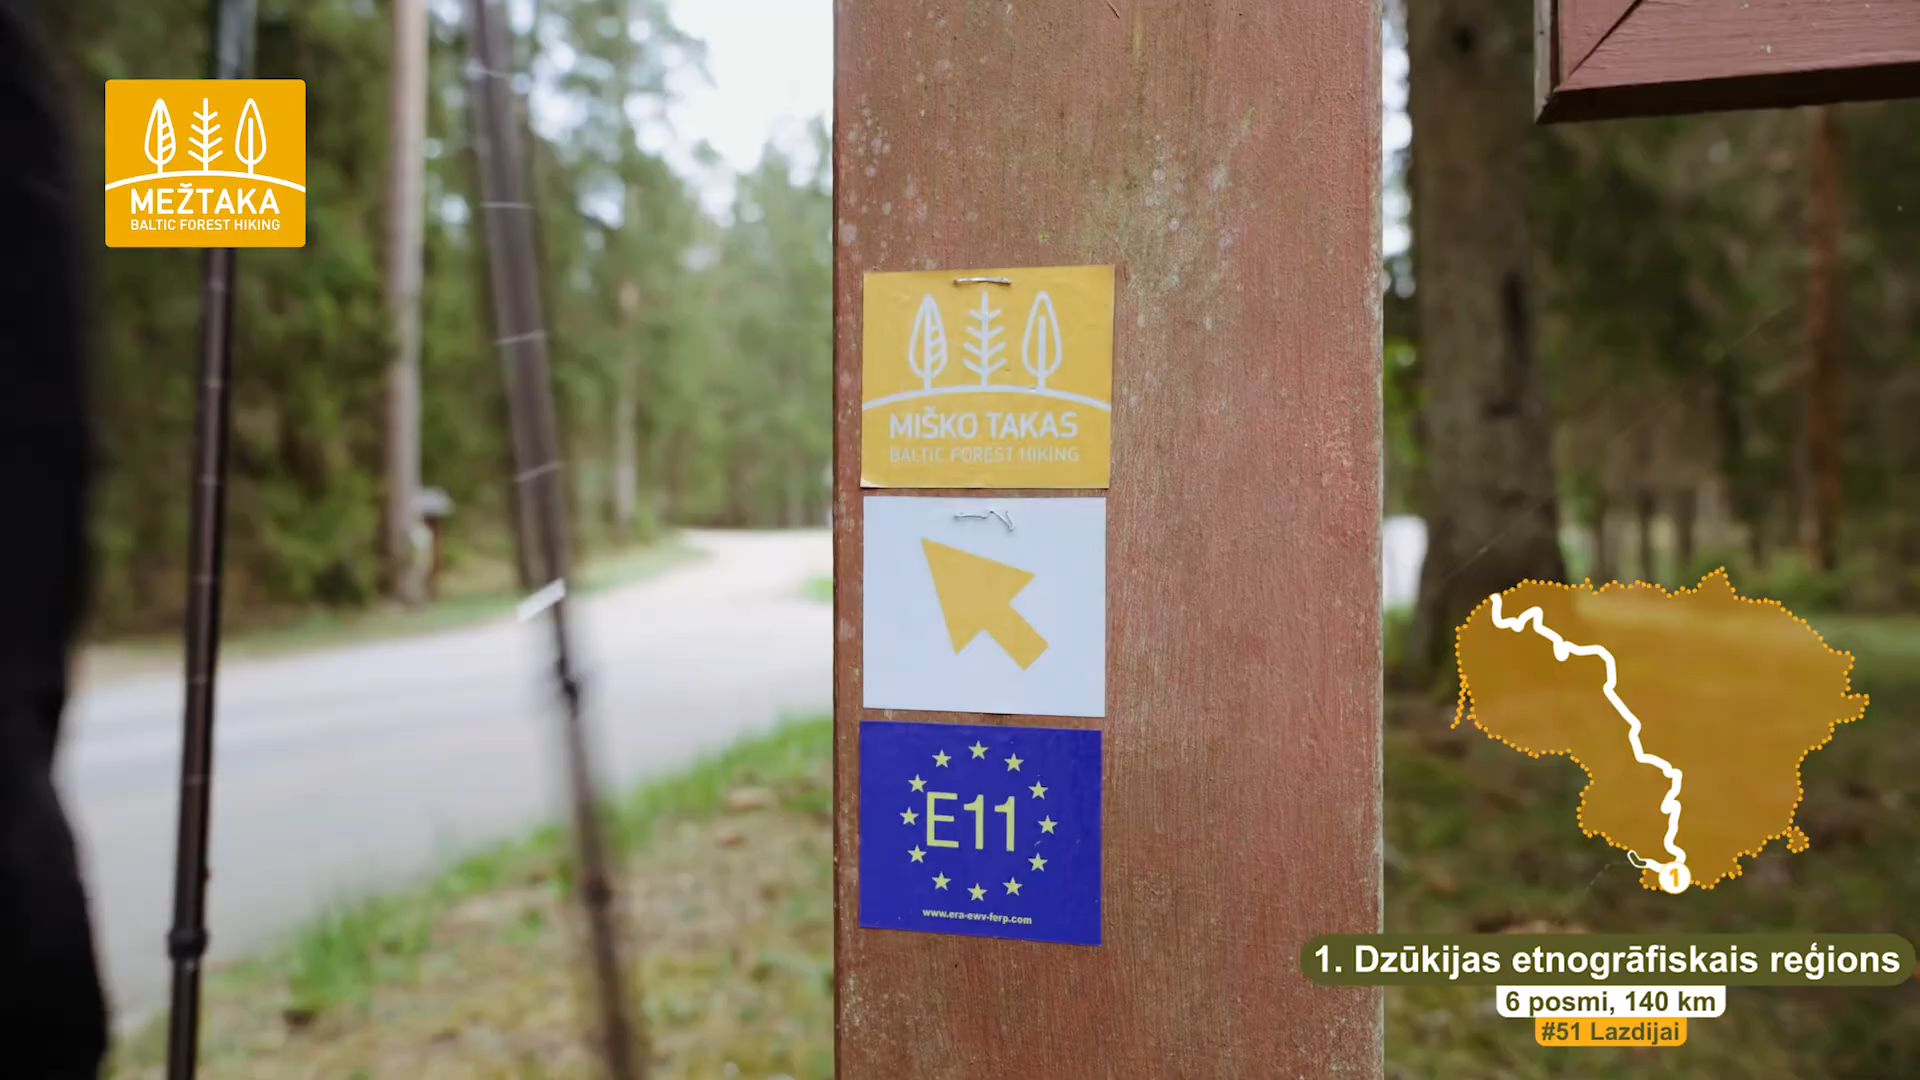 MEŽTAKA
BALTIC FOREST HIKING
MIŠKO TAKAS
BALTIC FOREST HIKING
E11
www.era-ewv-ferp.com
1
1. Dzūkijas etnogrāfiskais reģions
6 posmi, 140 km
#51 Lazdijai